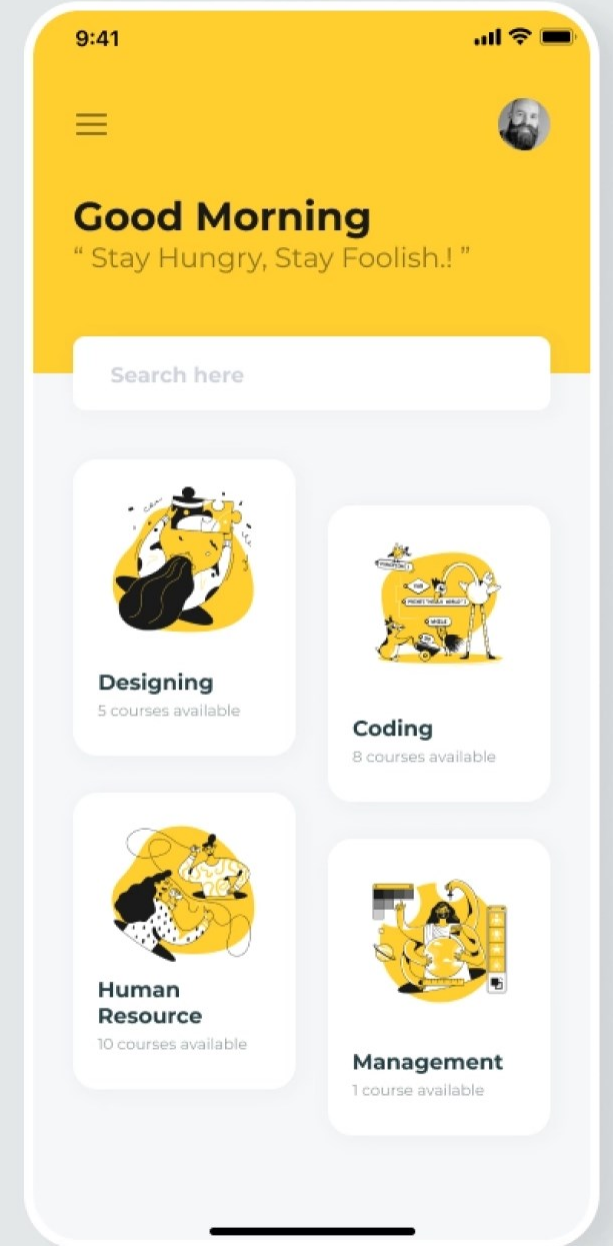 9:41
Good Morning
“ Stay Hungry, Stay Foolish.! ”
Search here
Designing
5 courses available
Coding
8 courses available
Human
Resource
10 courses available
Management
1 course available